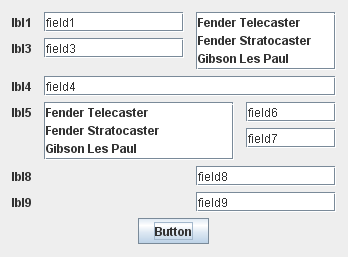 lbl1 field1
Fender Telecaster
Fender Stratocaster
Gibson Les Paul
lbl3 field3
lbl4 field4
lbl5
Fender Telecaster
Fender Stratocaster
Gibson Les Paul
field6
field7
lbl8 field8
lbl9 field9
Button